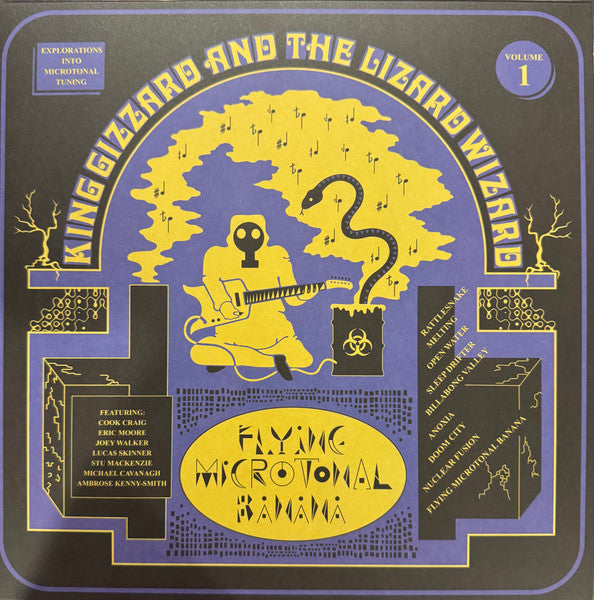 EXPLORATIONS
INTO
MICROTONAL
TUNING
KING GIZZARD AND THE LIZARD WIZARD
VOLUME
1
RATTLESNAKE
MELTING
OPEN WATER
SLEEP DRIFTER
BILLABONG VALLEY
ANOXIA
DOOM CITY
NUCLEAR FUSION
FLYING MICROTONAL BANANA
FEATURING:
COOK CRAIG
ERIC MOORE
JOEY WALKER
LUCAS SKINNER
STU MACKENZIE
MICHAEL CAVANAGH
AMBROSE KENNY-SMITH
FLYING
MICROTONAL
BANANA